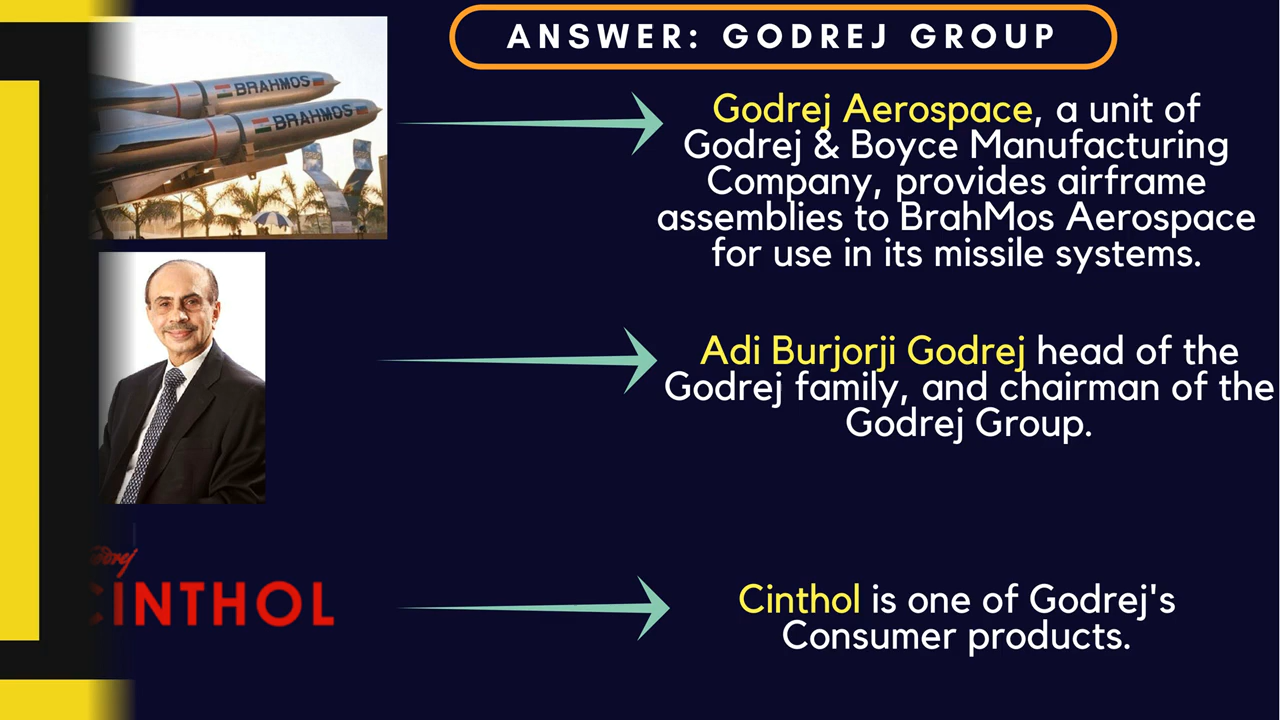 ANSWER: GODREJ GROUP
BRAHMOS
BRAHMOS
Godrej Aerospace, a unit of
Godrej & Boyce Manufacturing
Company, provides airframe
assemblies to BrahMos Aerospace
for use in its missile systems.
Adi Burjorji Godrej head of the
Godrej family, and chairman of the
Godrej Group.
Godrej
CINTHOL
Cinthol is one of Godrej's
Consumer products.